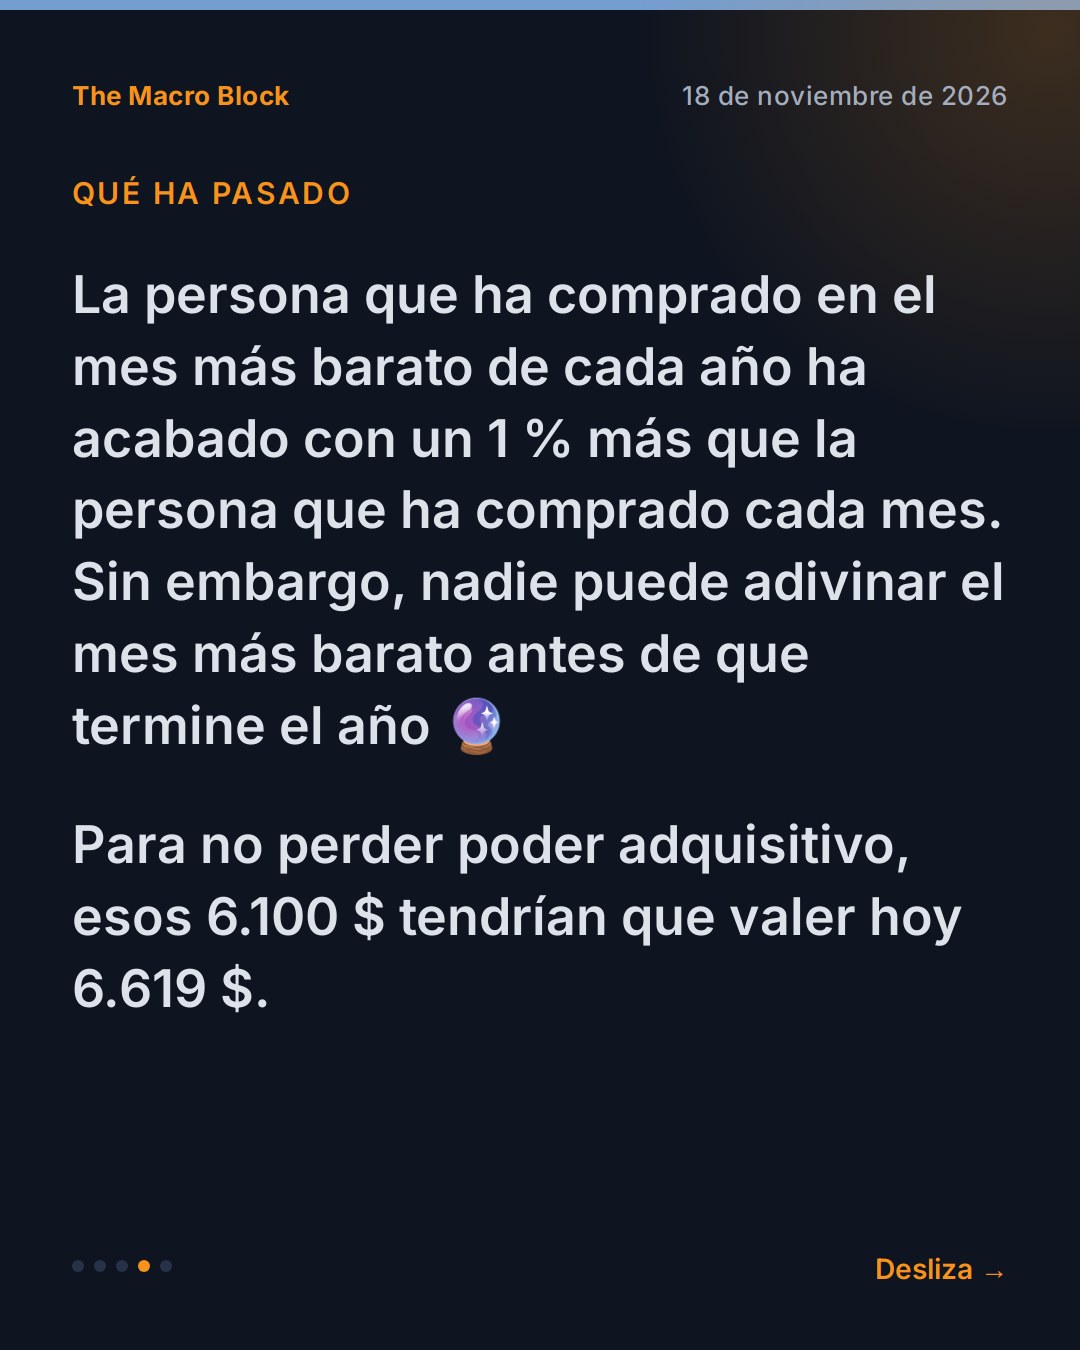 The Macro Block
18 de noviembre de 2026
QUÉ HA PASADO
La persona que ha comprado en el
mes más barato de cada año ha
acabado con un 1 % más que la
persona que ha comprado cada mes.
Sin embargo, nadie puede adivinar el
mes más barato antes de que
termine el año 🔮
Para no perder poder adquisitivo,
esos 6.100 $ tendrían que valer hoy
6.619 $.
Desliza →